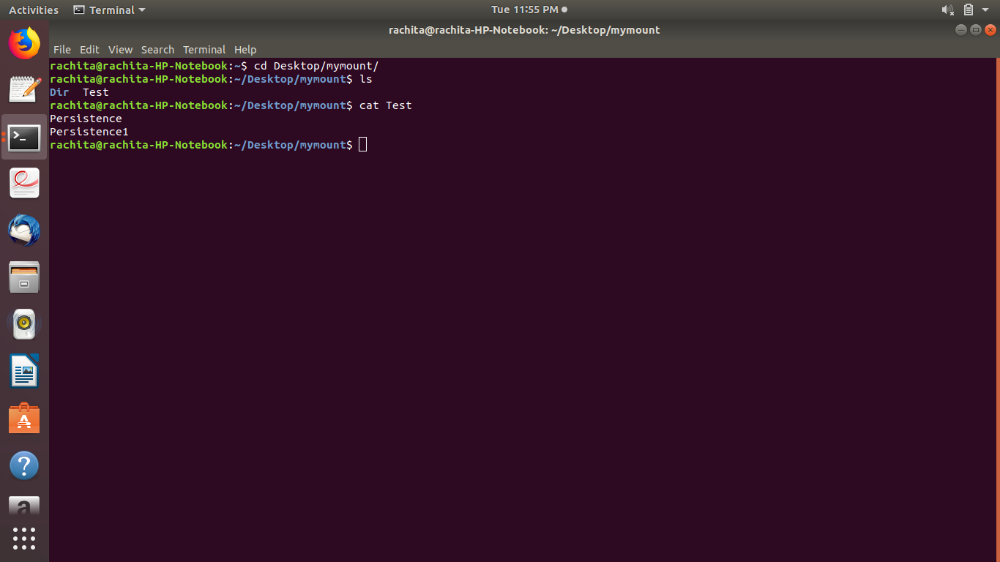 Activities Terminal Tue 11:55 PM
rachita@rachita-HP-Notebook: ~/Desktop/mymount
File Edit View Search Terminal Help
rachita@rachita-HP-Notebook:~$ cd Desktop/mymount/
rachita@rachita-HP-Notebook:~/Desktop/mymount$ ls
Dir  Test
rachita@rachita-HP-Notebook:~/Desktop/mymount$ cat Test
Persistence
Persistence1
rachita@rachita-HP-Notebook:~/Desktop/mymount$